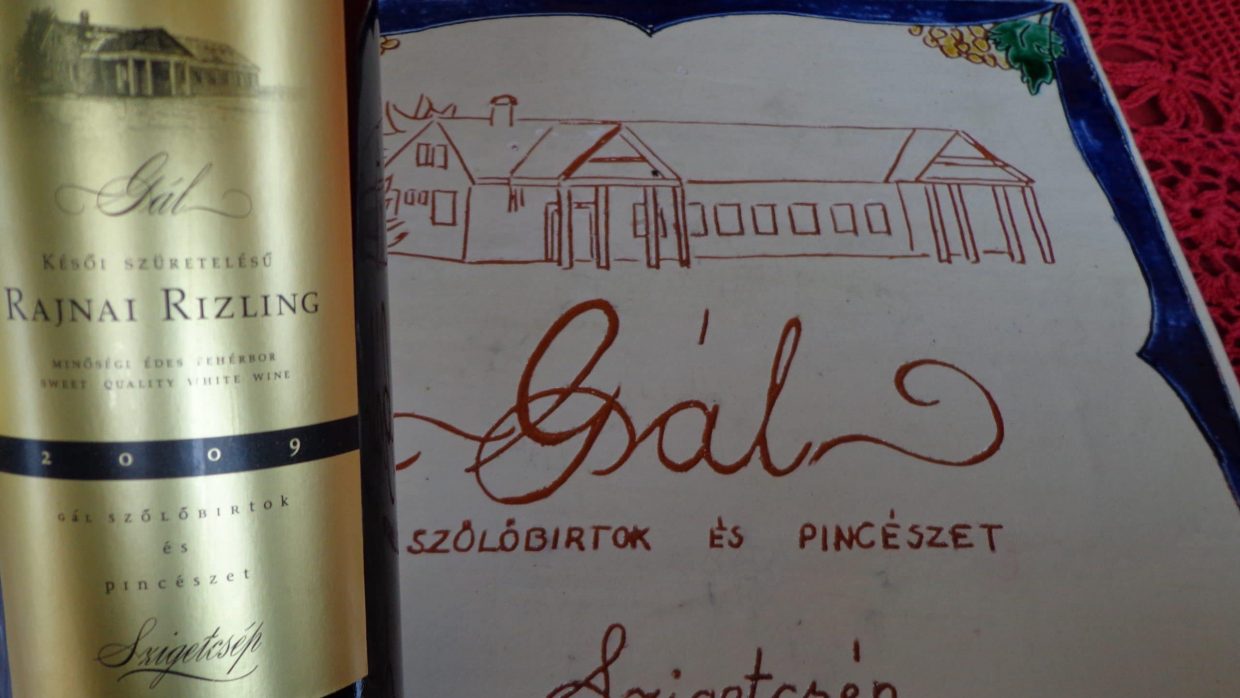 Gál
Késői szüretelésű
Rajnai Rizling
minőségi édes fehérbor
sweet quality white wine
2009
Gál szőlőbirtok
és
pincészet
Szigetcsép
Gál
SZŐLŐBIRTOK ÉS PINCÉSZET
Szigetcsép